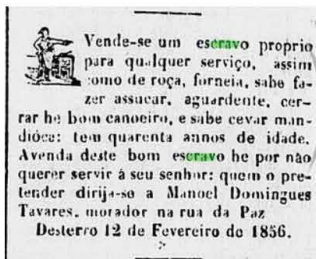 Vende-se um escravo proprio
para qualquer serviço, assim
como de roça, forneia, sabe fa-
zer assucar, aguardente, cer-
rar he bom canoeiro, e sabe cevar man-
dióca: tem quarenta annos de idade.
Avenda deste bom escravo he por não
querer servir á seu senhor: quem o pre-
tender dirija-se a Manoel Domingues
Tavares, morador na rua da Paz
Desterro 12 de Fevereiro de 1856.